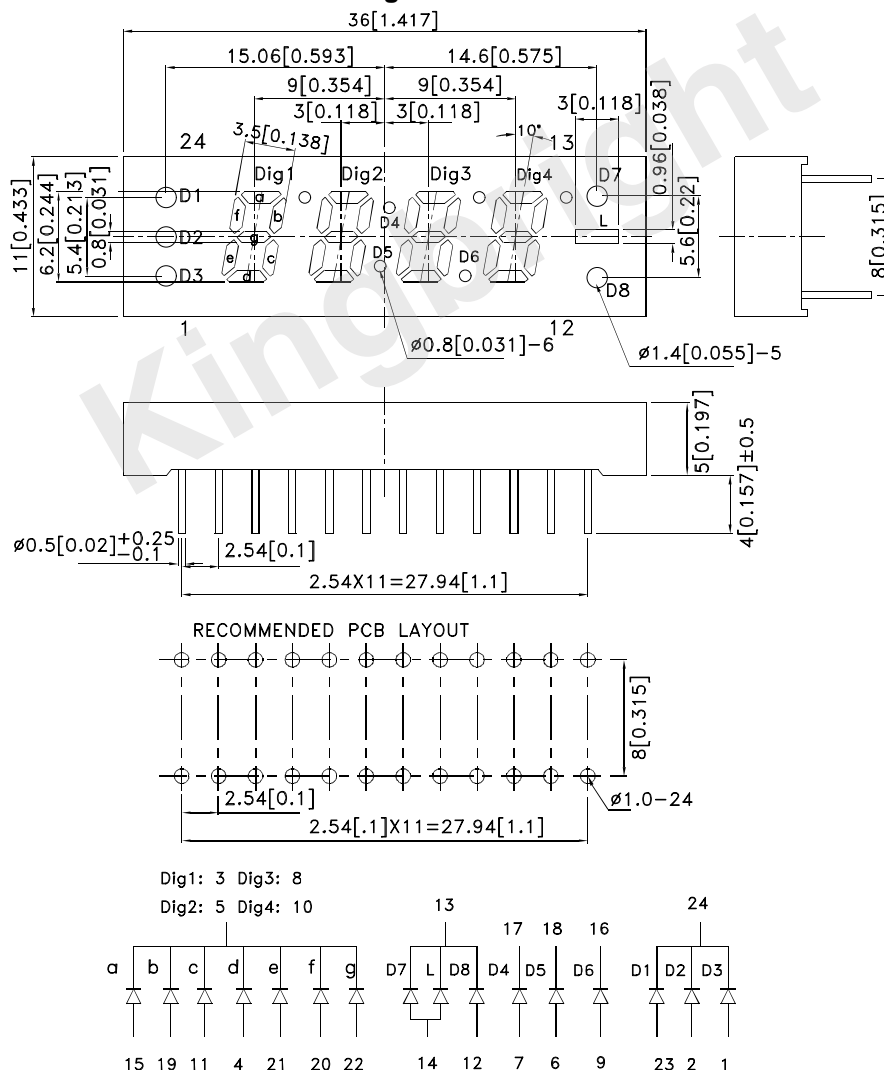 36[1.417]
15.06[0.593] 14.6[0.575]
9[0.354] 9[0.354]
3[0.118] 3[0.118] 3[0.118]
3.5[0.138] 10° 0.96[0.038]
24 13
Dig1 Dig2 Dig3 Dig4 D7
D1 a
f b D4 L
D2 g
e c D5 D6
D3 d D8
11[0.433] 6.2[0.244] 5.4[0.213] 0.8[0.031] 5.6[0.22] 8[0.315]
1 12
ø0.8[0.031]-6 ø1.4[0.055]-5
Kingbright
5[0.197]
4[0.157]±0.5
ø0.5[0.02]+0.25
-0.1
2.54[0.1]
2.54X11=27.94[1.1]
RECOMMENDED PCB LAYOUT
8[0.315]
2.54[0.1] ø1.0-24
2.54[.1]X11=27.94[1.1]
Dig1: 3 Dig3: 8
Dig2: 5 Dig4: 10
13 24
17 18 16
a b c d e f g D7 L D8 D4 D5 D6 D1 D2 D3
15 19 11 4 21 20 22 14 12 7 6 9 23 2 1